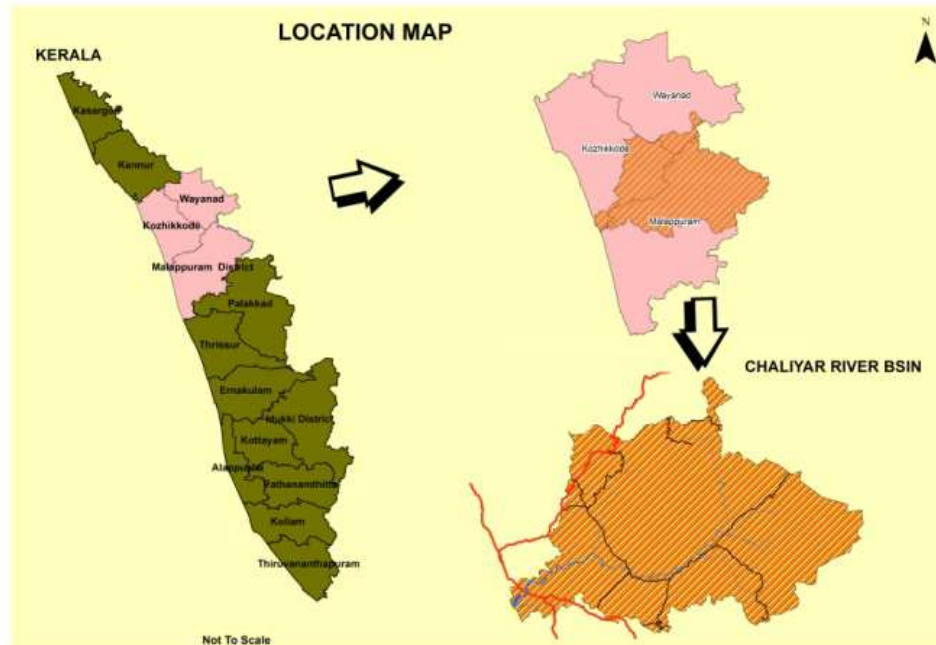 LOCATION MAP
N
KERALA
Kasargod
Kannur
Wayanad
Kozhikkode
Malappuram District
Palakkad
Thrissur
Ernakulam
Idukki District
Kottayam
Alappuzha
Pathanamthitta
Kollam
Thiruvananthapuram
Not To Scale
Wayanad
Kozhikkode
Malappuram
CHALIYAR RIVER BSIN